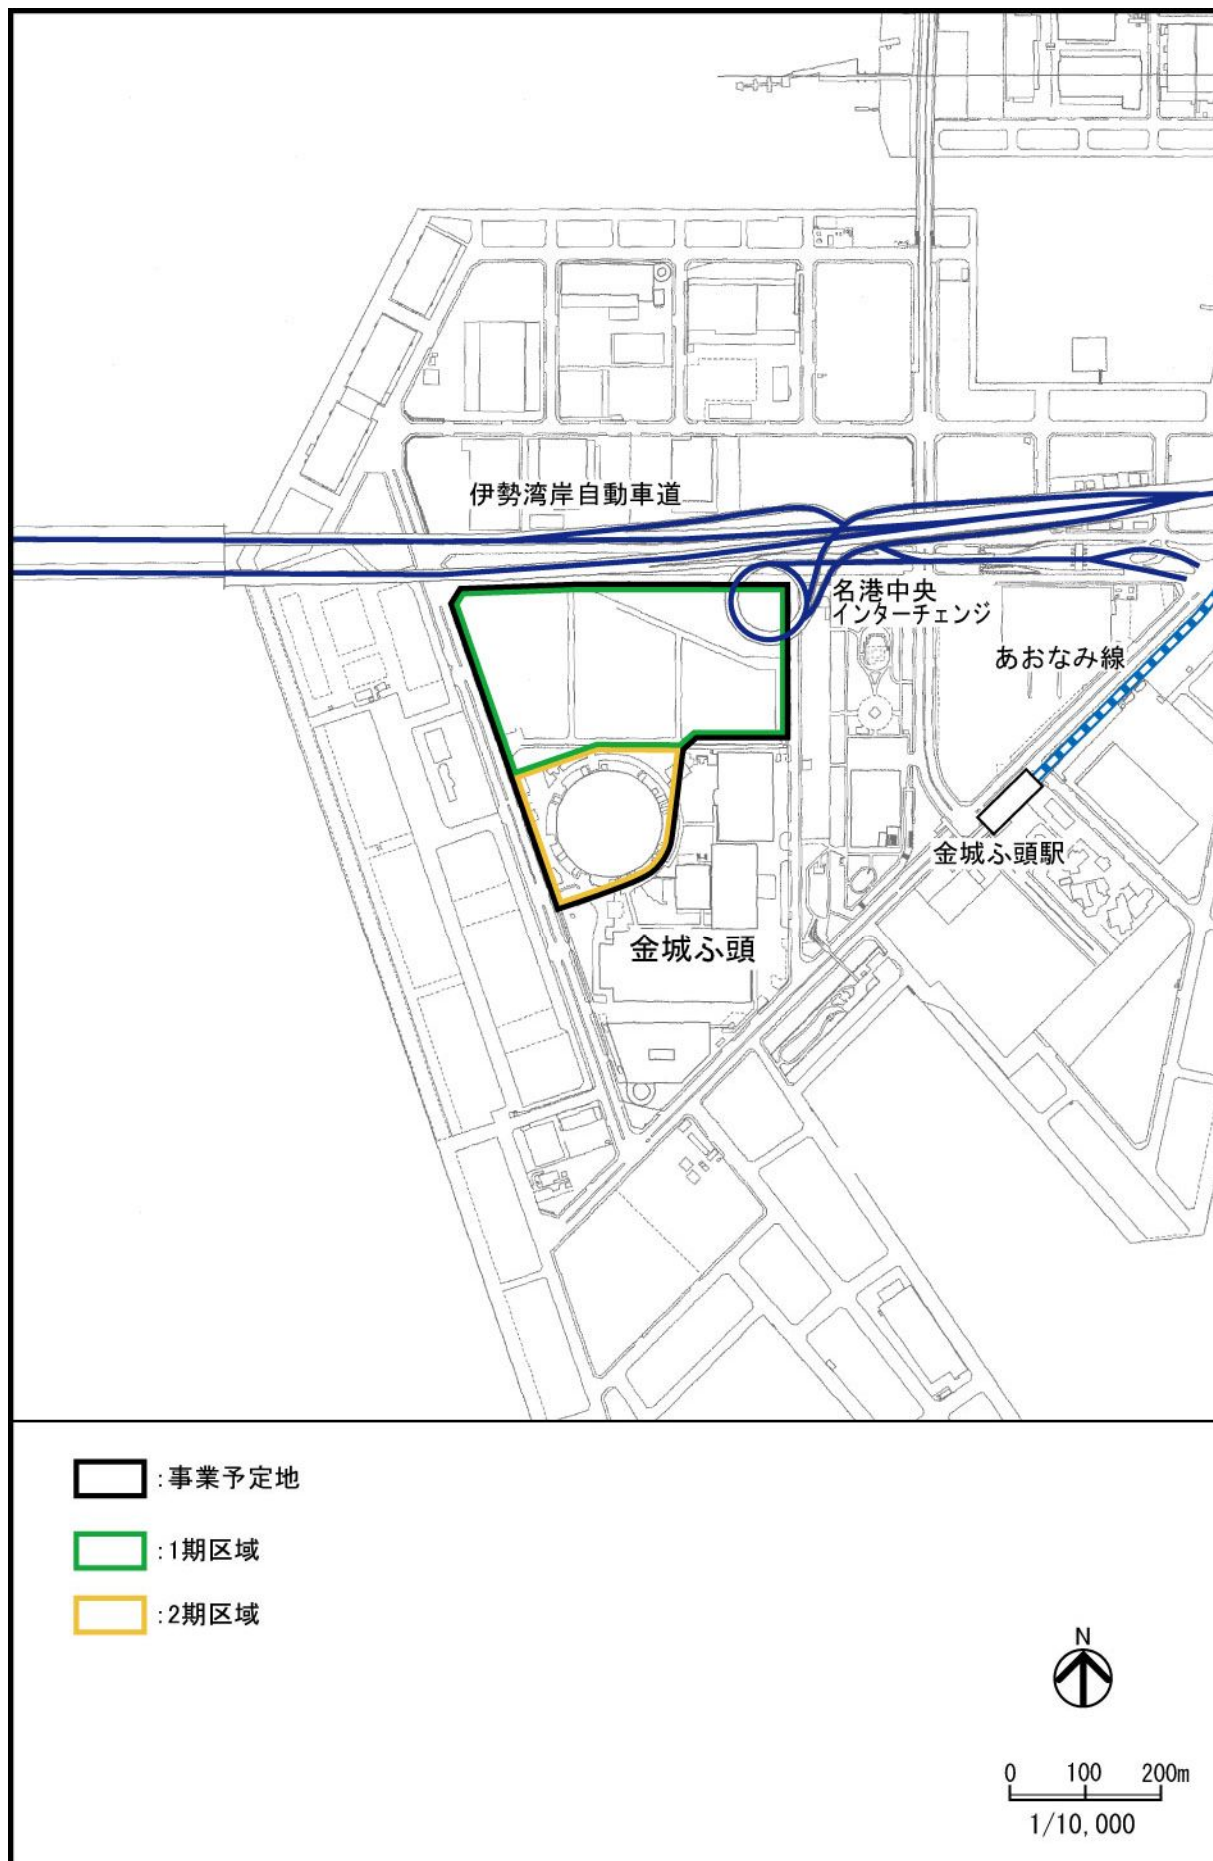 伊勢湾岸自動車道
名港中央
インターチェンジ
あおなみ線
金城ふ頭駅
金城ふ頭
:事業予定地
:1期区域
:2期区域
N
0 100 200m
1/10,000